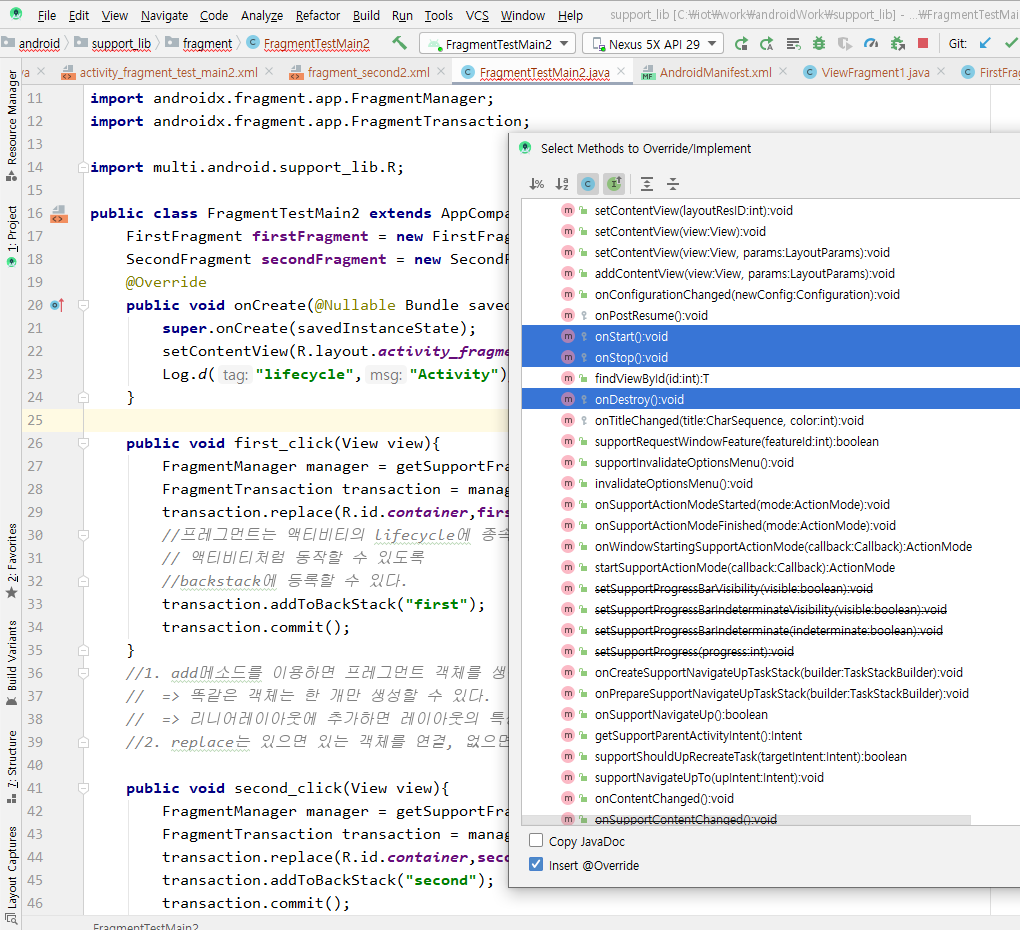 File Edit View Navigate Code Analyze Refactor Build Run Tools VCS Window Help support_lib [C:₩iot₩work₩androidWork₩support_lib] - ...₩FragmentTestMai
android support_lib fragment FragmentTestMain2 FragmentTestMain2 Nexus 5X API 29 Git:
va activity_fragment_test_main2.xml fragment_second2.xml FragmentTestMain2.java AndroidManifest.xml ViewFragment1.java FirstFrag
Resource Manager
1: Project
2: Favorites
Build Variants
7: Structure
Layout Captures
11 import androidx.fragment.app.FragmentManager;
12 import androidx.fragment.app.FragmentTransaction;
13
14 import multi.android.support_lib.R;
15
16 public class FragmentTestMain2 extends AppCompa
17 FirstFragment firstFragment = new FirstFrag
18 SecondFragment secondFragment = new SecondF
19 @Override
20 public void onCreate(@Nullable Bundle saved
21 super.onCreate(savedInstanceState);
22 setContentView(R.layout.activity_fragme
23 Log.d( tag: "lifecycle", msg: "Activity")
24 }
25
26 public void first_click(View view){
27 FragmentManager manager = getSupportFra
28 FragmentTransaction transaction = manag
29 transaction.replace(R.id.container,firs
30 //프레그먼트는 액티비티의 lifecycle에 종속
31 // 액티비티처럼 동작할 수 있도록
32 //backstack에 등록할 수 있다.
33 transaction.addToBackStack("first");
34 transaction.commit();
35 }
36 //1. add메소드를 이용하면 프레그먼트 객체를 생
37 // => 똑같은 객체는 한 개만 생성할 수 있다.
38 // => 리니어레이아웃에 추가하면 레이아웃의 특
39 //2. replace는 있으면 있는 객체를 연결, 없으면
40
41 public void second_click(View view){
42 FragmentManager manager = getSupportFra
43 FragmentTransaction transaction = manag
44 transaction.replace(R.id.container,seco
45 transaction.addToBackStack("second");
46 transaction.commit();
FragmentTestMain2
Select Methods to Override/Implement
setContentView(layoutResID:int):void
setContentView(view:View):void
setContentView(view:View, params:LayoutParams):void
addContentView(view:View, params:LayoutParams):void
onConfigurationChanged(newConfig:Configuration):void
onPostResume():void
onStart():void
onStop():void
findViewById(id:int):T
onDestroy():void
onTitleChanged(title:CharSequence, color:int):void
supportRequestWindowFeature(featureId:int):boolean
supportInvalidateOptionsMenu():void
invalidateOptionsMenu():void
onSupportActionModeStarted(mode:ActionMode):void
onSupportActionModeFinished(mode:ActionMode):void
onWindowStartingSupportActionMode(callback:Callback):ActionMode
startSupportActionMode(callback:Callback):ActionMode
setSupportProgressBarVisibility(visible:boolean):void
setSupportProgressBarIndeterminateVisibility(visible:boolean):void
setSupportProgressBarIndeterminate(indeterminate:boolean):void
setSupportProgress(progress:int):void
onCreateSupportNavigateUpTaskStack(builder:TaskStackBuilder):void
onPrepareSupportNavigateUpTaskStack(builder:TaskStackBuilder):void
onSupportNavigateUp():boolean
getSupportParentActivityIntent():Intent
supportShouldUpRecreateTask(targetIntent:Intent):boolean
supportNavigateUpTo(upIntent:Intent):void
onContentChanged():void
onSupportContentChanged():void
Copy JavaDoc
Insert @Override